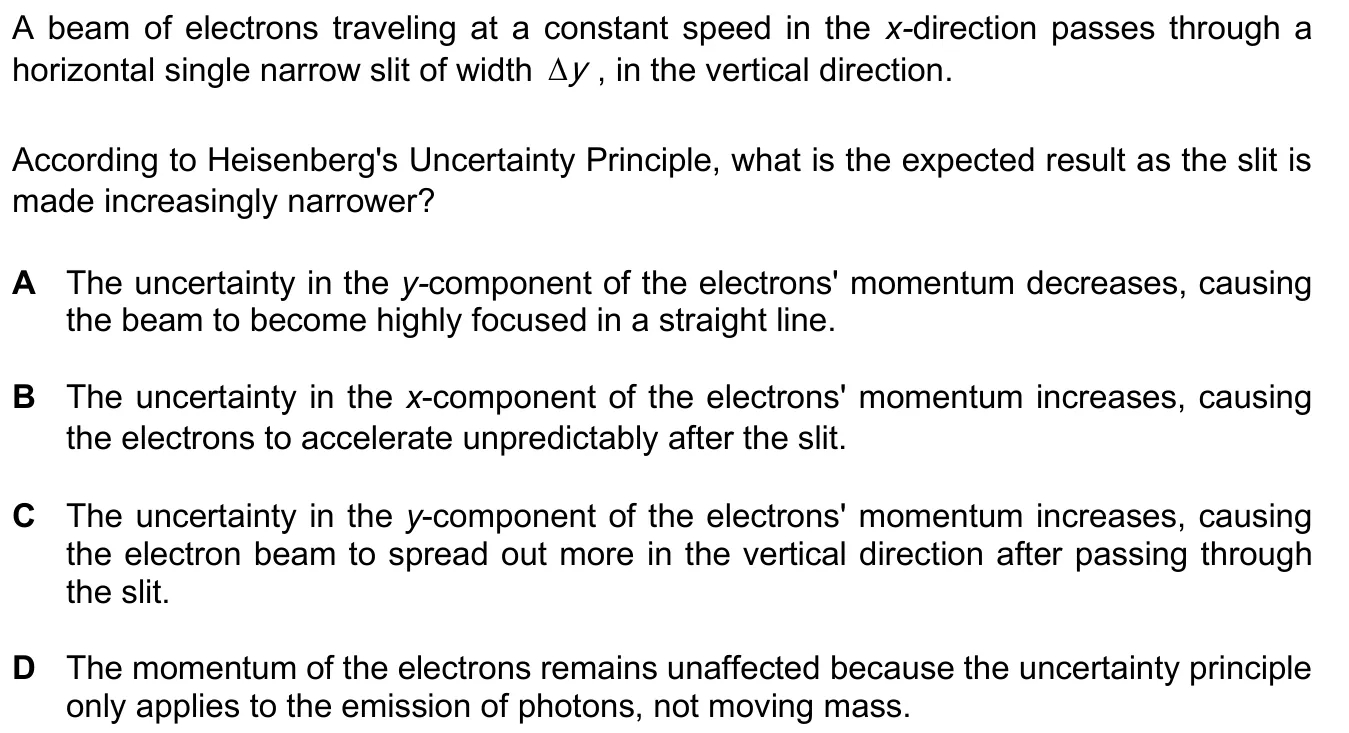 A beam of electrons traveling at a constant speed in the x-direction passes through a
horizontal single narrow slit of width Δy , in the vertical direction.
According to Heisenberg's Uncertainty Principle, what is the expected result as the slit is
made increasingly narrower?
A The uncertainty in the y-component of the electrons' momentum decreases, causing
the beam to become highly focused in a straight line.
B The uncertainty in the x-component of the electrons' momentum increases, causing
the electrons to accelerate unpredictably after the slit.
C The uncertainty in the y-component of the electrons' momentum increases, causing
the electron beam to spread out more in the vertical direction after passing through
the slit.
D The momentum of the electrons remains unaffected because the uncertainty principle
only applies to the emission of photons, not moving mass.